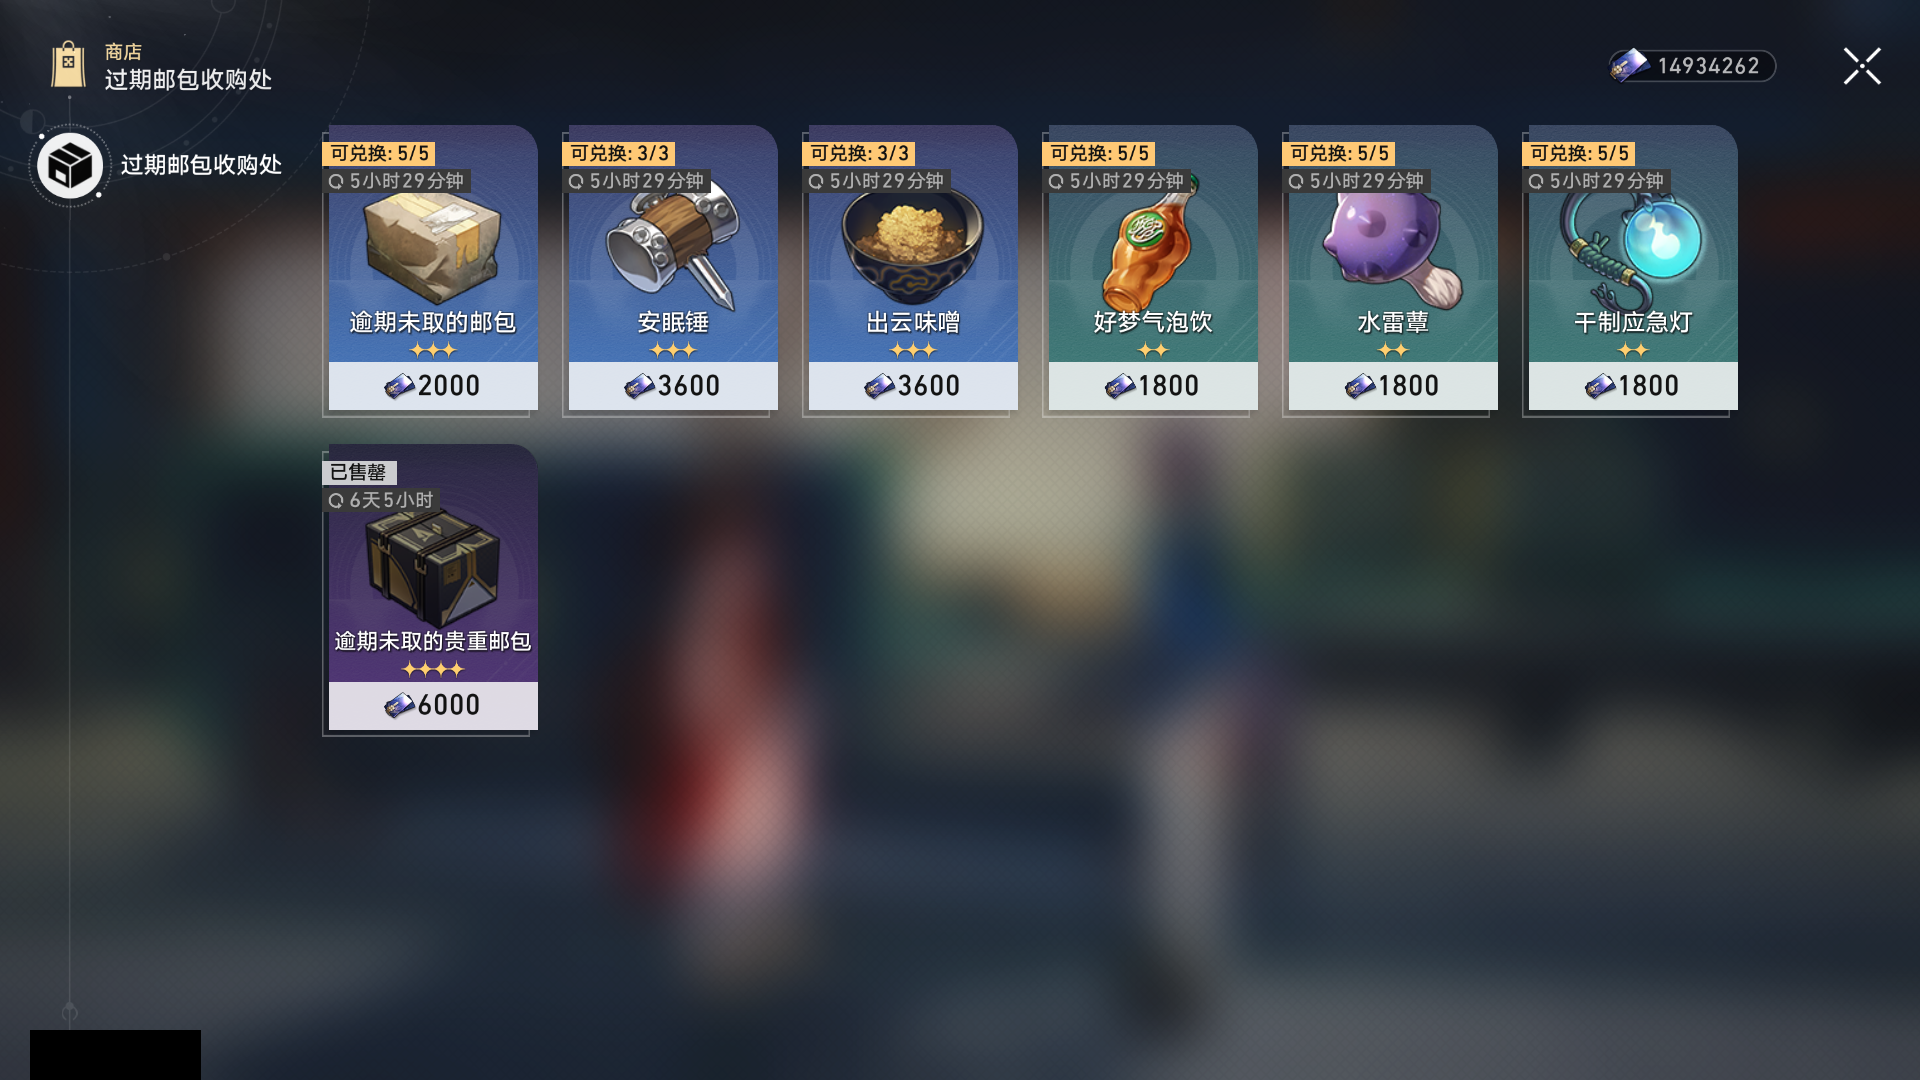 商店
过期邮包收购处
14934262
过期邮包收购处
可兑换: 5/5
5小时29分钟
逾期未取的邮包
2000
可兑换: 3/3
5小时29分钟
安眠锤
3600
可兑换: 3/3
5小时29分钟
出云味噌
3600
可兑换: 5/5
5小时29分钟
好梦气泡饮
1800
可兑换: 5/5
5小时29分钟
水雷蕈
1800
可兑换: 5/5
5小时29分钟
干制应急灯
1800
已售罄
6天5小时
逾期未取的贵重邮包
6000